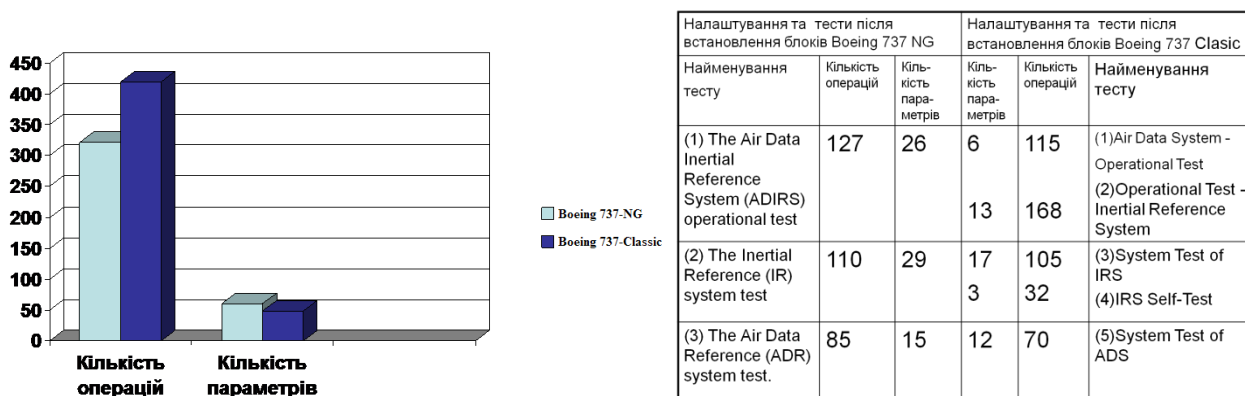 450
400
350
300
250
200
150
100
50
0
Кількість
операцій
Кількість
параметрів
Boeing 737-NG
Boeing 737-Classic
Налаштування та тести після
встановлення блоків Boeing 737 NG
Налаштування та тести після
встановлення блоків Boeing 737 Clasic
Найменування
тесту
Кількість
операцій
Кіль-
кість
пара-
метрів
Кіль-
кість
пара-
метрів
Кількість
операцій
Найменування
тесту
(1) The Air Data
Inertial
Reference
System (ADIRS)
operational test
127
26
6
115
(1)Air Data System -
Operational Test
13
168
(2)Operational Test -
Inertial Reference
System
(2) The Inertial
Reference (IR)
system test
110
29
17
105
(3)System Test of
IRS
3
32
(4)IRS Self-Test
(3) The Air Data
Reference (ADR)
system test.
85
15
12
70
(5)System Test of
ADS